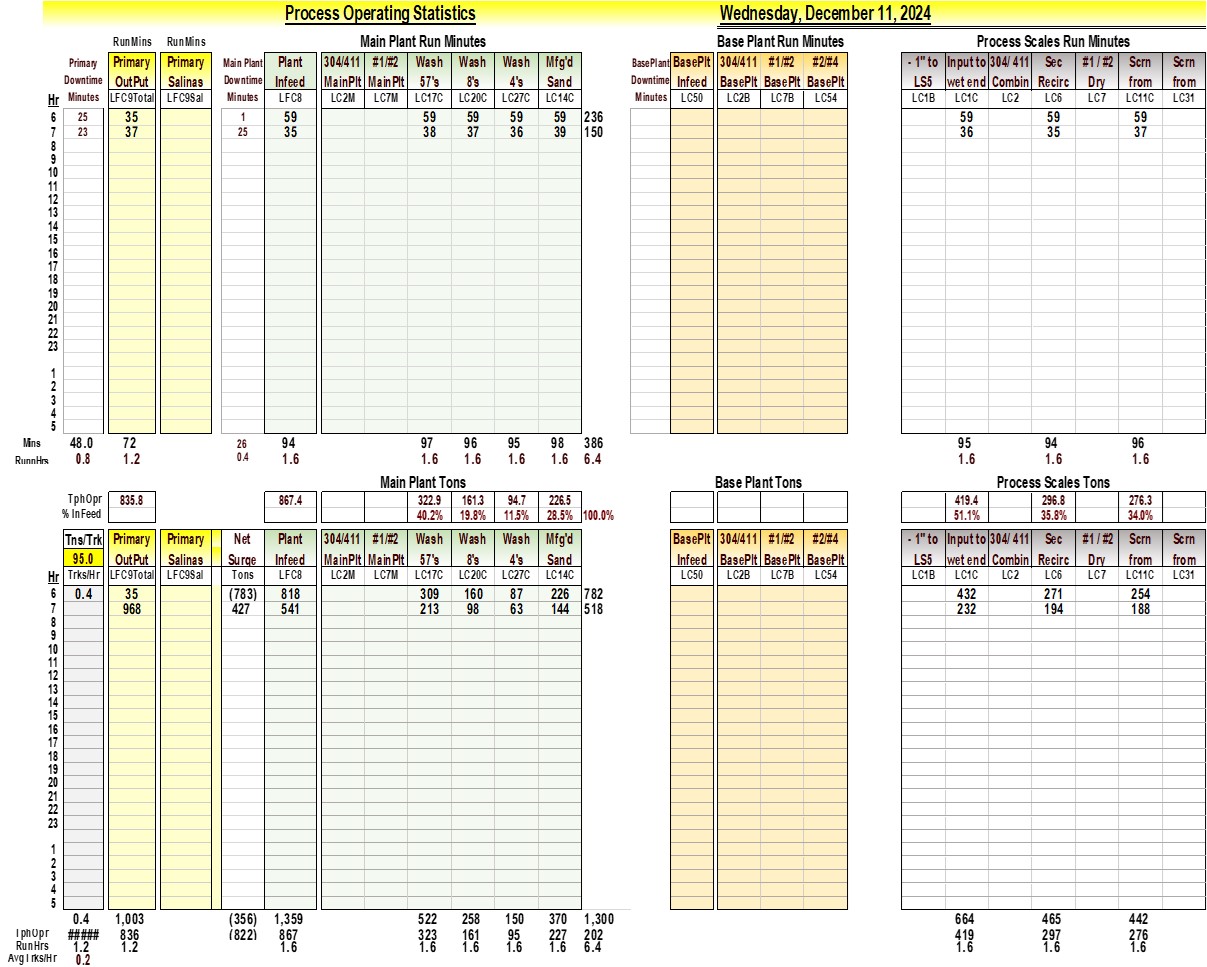 Process Operating Statistics Wednesday, December 11, 2024
RunMins RunMins Main Plant Run Minutes Base Plant Run Minutes Process Scales Run Minutes
Primary Primary Primary Main Plant Plant 304/411 #1/#2 Wash Wash Wash Mfg'd BasePlant BasePlt 304/411 #1/#2 #2/#4 - 1" to Input to 304/ 411 Sec #1 / #2 Scrn Scrn
Downtime OutPut Salinas Downtime Infeed MainPlt MainPlt 57's 8's 4's Sand Downtime Infeed BasePlt BasePlt BasePlt LS5 wet end Combin Recirc Dry from from
Hr Minutes LFC9Total LFC9Sal Minutes LFC8 LC2M LC7M LC17C LC20C LC27C LC14C Minutes LC50 LC2B LC7B LC54 LC1B LC1C LC2 LC6 LC7 LC11C LC31
6 25 35 1 59 59 59 59 59 236 59 59 59
7 23 37 25 35 38 37 36 39 150 36 35 37
8
9
10
11
12
13
14
15
16
17
18
19
20
21
22
23
1
2
3
4
5
Mins 48.0 72 26 94 97 96 95 98 386 95 94 96
RunnHrs 0.8 1.2 0.4 1.6 1.6 1.6 1.6 1.6 6.4 1.6 1.6 1.6
Main Plant Tons Base Plant Tons Process Scales Tons
TphOpr 835.8 867.4 322.9 161.3 94.7 226.5 419.4 296.8 276.3
% InFeed 40.2% 19.8% 11.5% 28.5% 100.0% 51.1% 35.8% 34.0%
Tns/Trk Primary Primary Net Plant 304/411 #1/#2 Wash Wash Wash Mfg'd BasePlt 304/411 #1/#2 #2/#4 - 1" to Input to 304/ 411 Sec #1 / #2 Scrn Scrn
95.0 OutPut Salinas Surge Infeed MainPlt MainPlt 57's 8's 4's Sand Infeed BasePlt BasePlt BasePlt LS5 wet end Combin Recirc Dry from from
Hr Trks/Hr LFC9Total LFC9Sal Tons LFC8 LC2M LC7M LC17C LC20C LC27C LC14C LC50 LC2B LC7B LC54 LC1B LC1C LC2 LC6 LC7 LC11C LC31
6 0.4 35 (783) 818 309 160 87 226 782 432 271 254
7 968 427 541 213 98 63 144 518 232 194 188
8
9
10
11
12
13
14
15
16
17
18
19
20
21
22
23
1
2
3
4
5
0.4 1,003 (356) 1,359 522 258 150 370 1,300 664 465 442
TphOpr ##### 836 (822) 867 323 161 95 227 202 419 297 276
RunHrs 1.2 1.2 1.6 1.6 1.6 1.6 1.6 6.4 1.6 1.6 1.6
AvgTrks/Hr 0.2